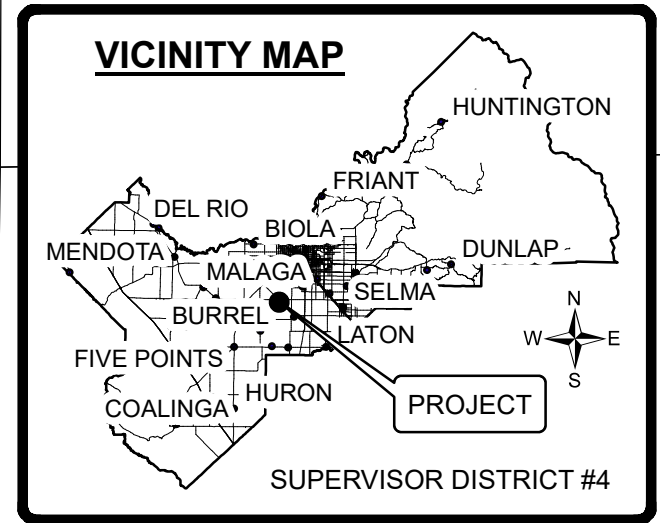 VICINITY MAP
HUNTINGTON
FRIANT
DEL RIO
BIOLA
MENDOTA
DUNLAP
MALAGA
SELMA
BURREL
LATON
N
W
E
S
FIVE POINTS
HURON
COALINGA
PROJECT
SUPERVISOR DISTRICT #4